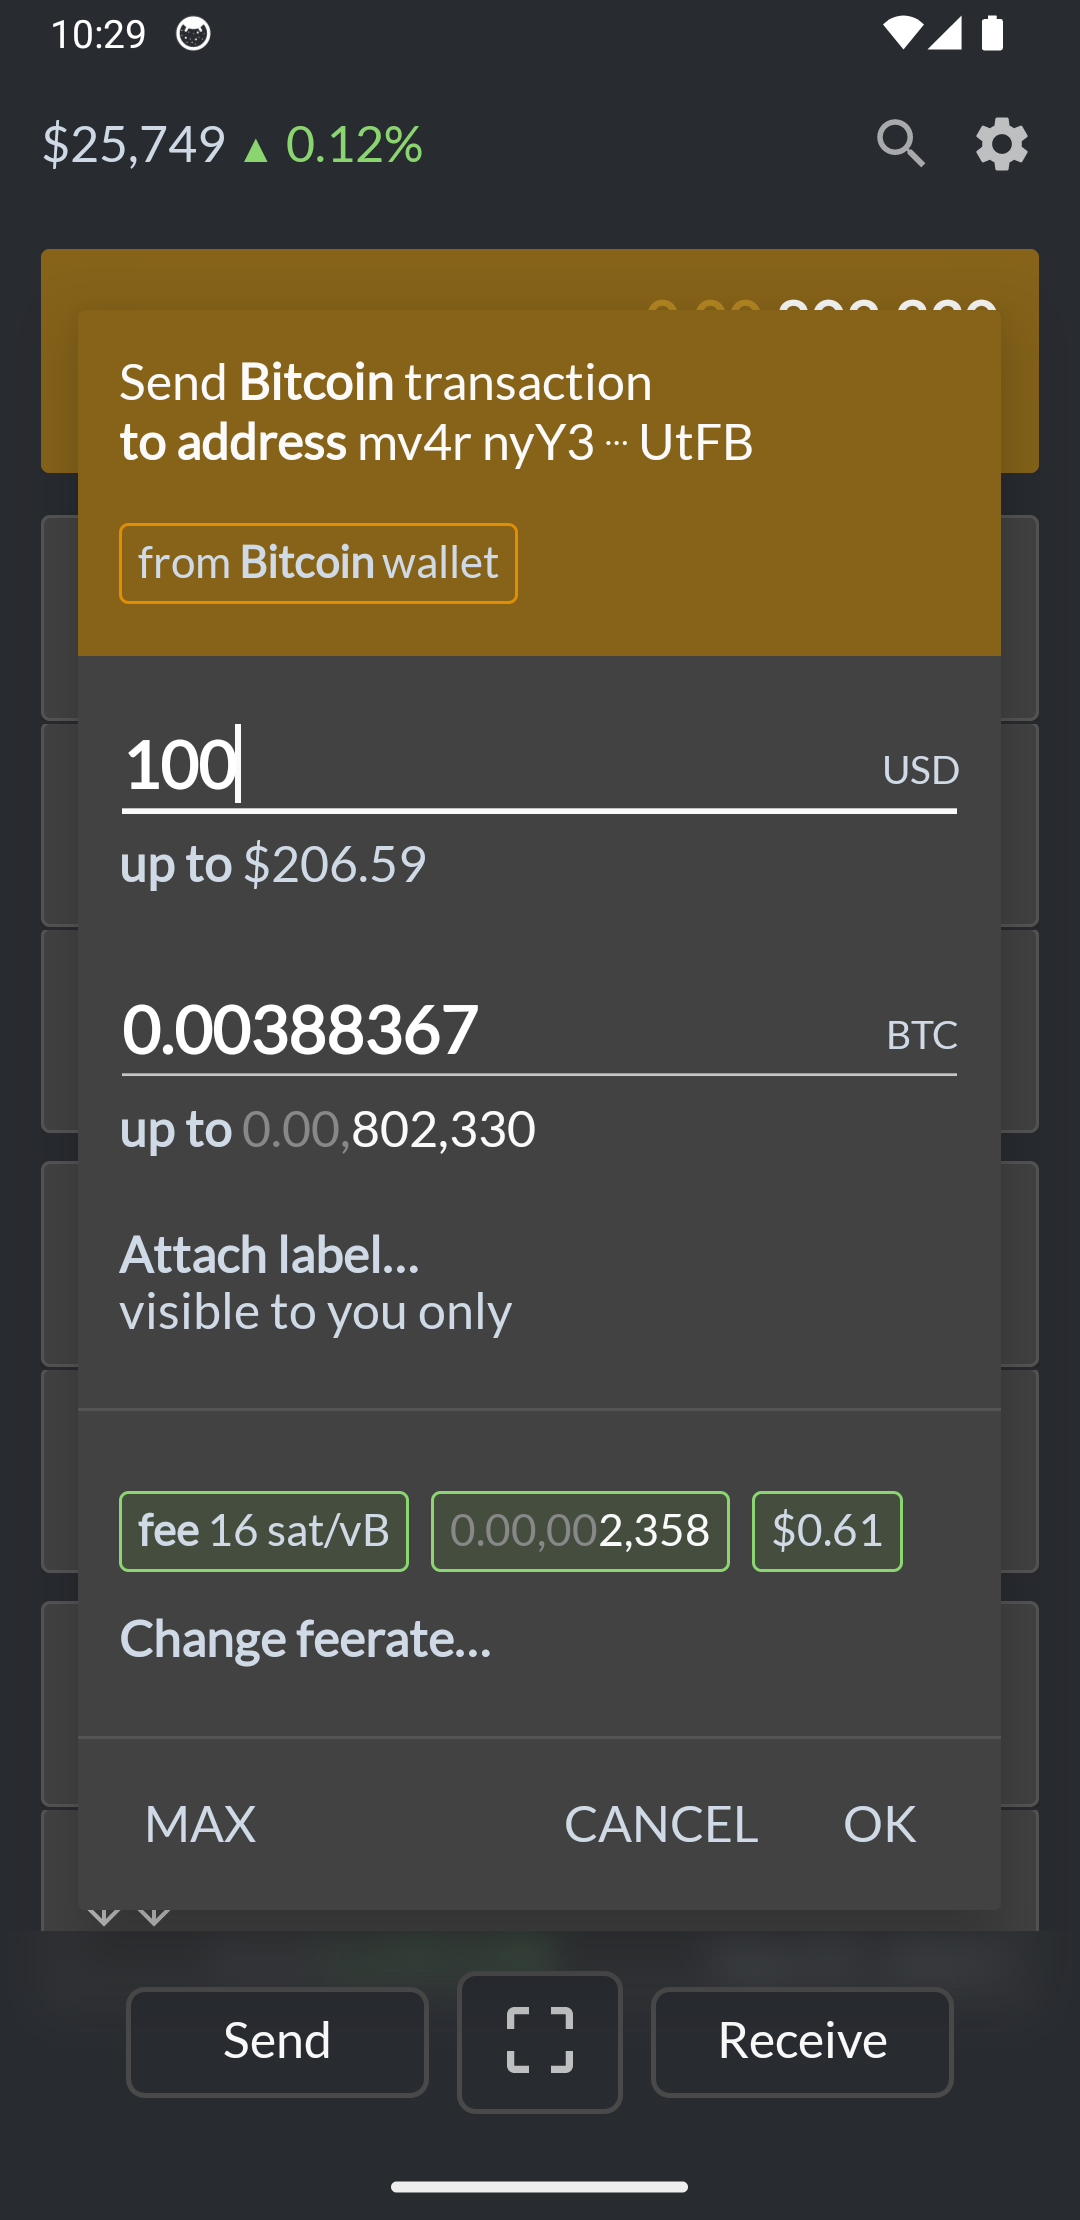 10:29
$25,749 ▲ 0.12%
Send Bitcoin transaction
to address mv4r nyY3 ··· UtFB
from Bitcoin wallet
100 USD
up to $206.59
0.00388367 BTC
up to 0.00,802,330
Attach label...
visible to you only
fee 16 sat/vB 0.00,002,358 $0.61
Change feerate...
MAX CANCEL OK
Send Receive